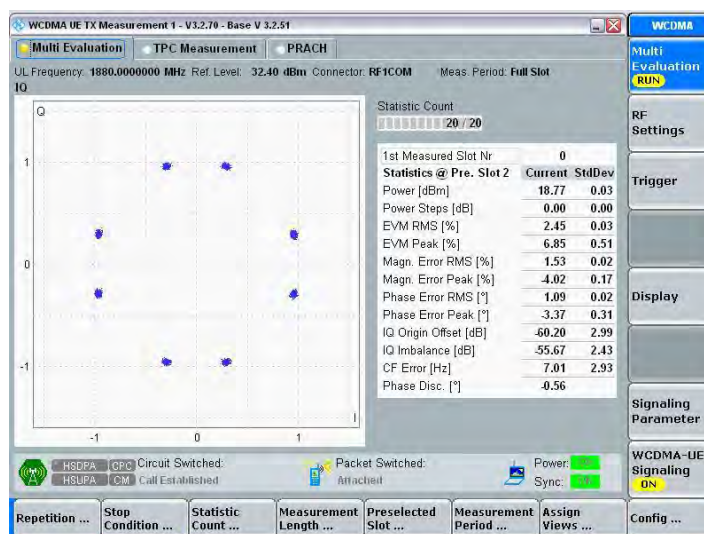 WCDMA UE TX Measurement 1 - V3.2.70 - Base V 3.2.51
WCDMA
Multi Evaluation TPC Measurement PRACH
UL Frequency: 1880.0000000 MHz Ref. Level: 32.40 dBm Connector: RF1COM Meas. Period: Full Slot
IQ
Q
1
0
-1
-1 0 1
I
Statistic Count
20 / 20
1st Measured Slot Nr 0
Statistics @ Pre. Slot 2 Current StdDev
Power [dBm] 18.77 0.03
Power Steps [dB] 0.00 0.00
EVM RMS [%] 2.45 0.03
EVM Peak [%] 6.85 0.51
Magn. Error RMS [%] 1.53 0.02
Magn. Error Peak [%] -4.02 0.17
Phase Error RMS [°] 1.09 0.02
Phase Error Peak [°] -3.37 0.31
IQ Origin Offset [dB] -60.20 2.99
IQ Imbalance [dB] -55.67 2.43
CF Error [Hz] 7.01 2.93
Phase Disc. [°] -0.56
Multi
Evaluation
RUN
RF
Settings
Trigger
Display
Signaling
Parameter
WCDMA-UE
Signaling
ON
Config ...
HSDPA CPC Circuit Switched: Packet Switched: Power:
HSUPA CM Call Established Attached Sync:
Repetition ...
Stop
Condition ...
Statistic
Count ...
Measurement
Length ...
Preselected
Slot ...
Measurement
Period ...
Assign
Views ...